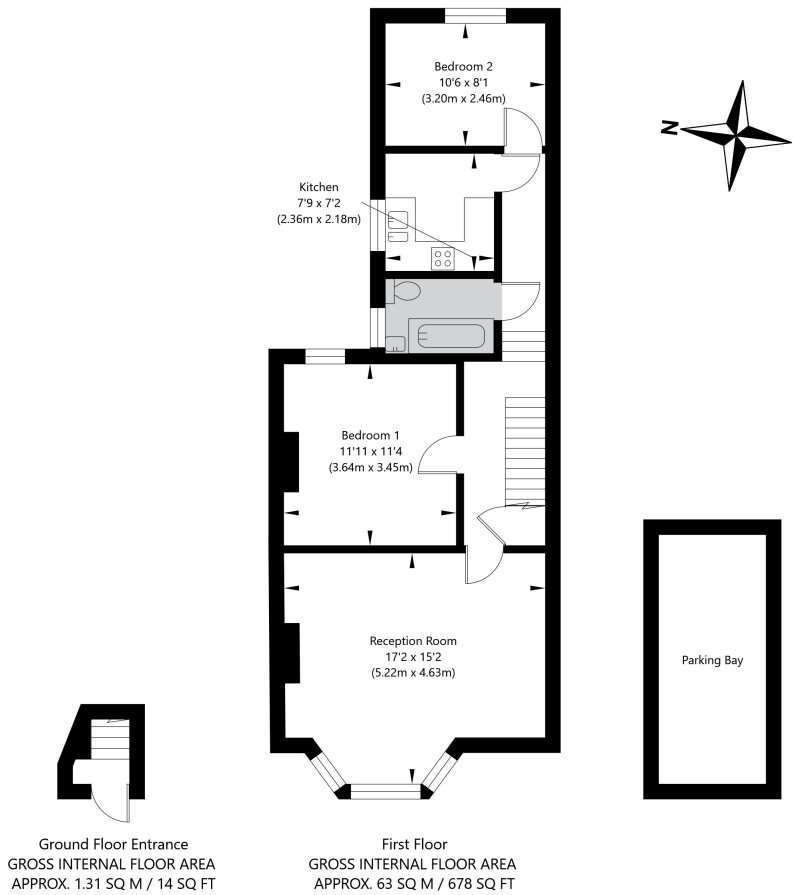 Bedroom 2
10'6 x 8'1
(3.20m x 2.46m)
N
Kitchen
7'9 x 7'2
(2.36m x 2.18m)
Bedroom 1
11'11 x 11'4
(3.64m x 3.45m)
Reception Room
17'2 x 15'2
(5.22m x 4.63m)
Parking Bay
Ground Floor Entrance
GROSS INTERNAL FLOOR AREA
APPROX. 1.31 SQ M / 14 SQ FT
First Floor
GROSS INTERNAL FLOOR AREA
APPROX. 63 SQ M / 678 SQ FT